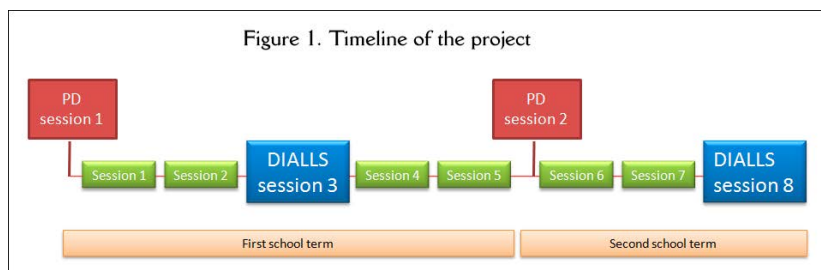 Figure 1. Timeline of the project
PD
session 1
PD
session 2
Session 1
Session 2
DIALLS
session 3
Session 4
Session 5
Session 6
Session 7
DIALLS
session 8
First school term
Second school term